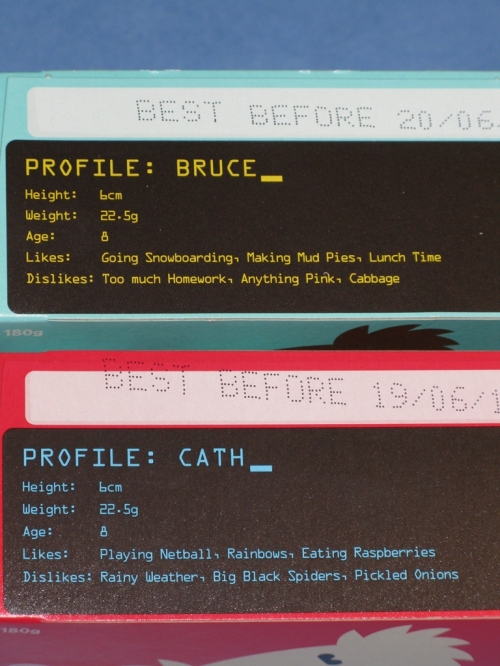 BEST BEFORE 20/06
PROFILE: BRUCE_
Height: 6cm
Weight: 22.5g
Age: 8
Likes: Going Snowboarding, Making Mud Pies, Lunch Time
Dislikes: Too much Homework, Anything Pink, Cabbage
180g
BEST BEFORE 19/06/1
PROFILE: CATH_
Height: 6cm
Weight: 22.5g
Age: 8
Likes: Playing Netball, Rainbows, Eating Raspberries
Dislikes: Rainy Weather, Big Black Spiders, Pickled Onions
180g